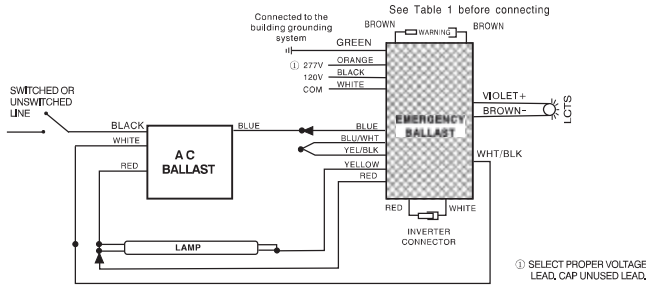 See Table 1 before connecting
Connected to the
building grounding
system
BROWN
WARNING
BROWN
GREEN
① 277V
ORANGE
120V
BLACK
COM
WHITE
SWITCHED OR
UNSWITCHED
LINE
VIOLET+
BROWN-
LCTS
EMERGENCY
BALLAST
BLACK
WHITE
RED
AC
BALLAST
BLUE
BLUE
BLU/WHT
YEL/BLK
YELLOW
RED
WHT/BLK
RED
WHITE
INVERTER
CONNECTOR
LAMP
① SELECT PROPER VOLTAGE
LEAD. CAP UNUSED LEAD.